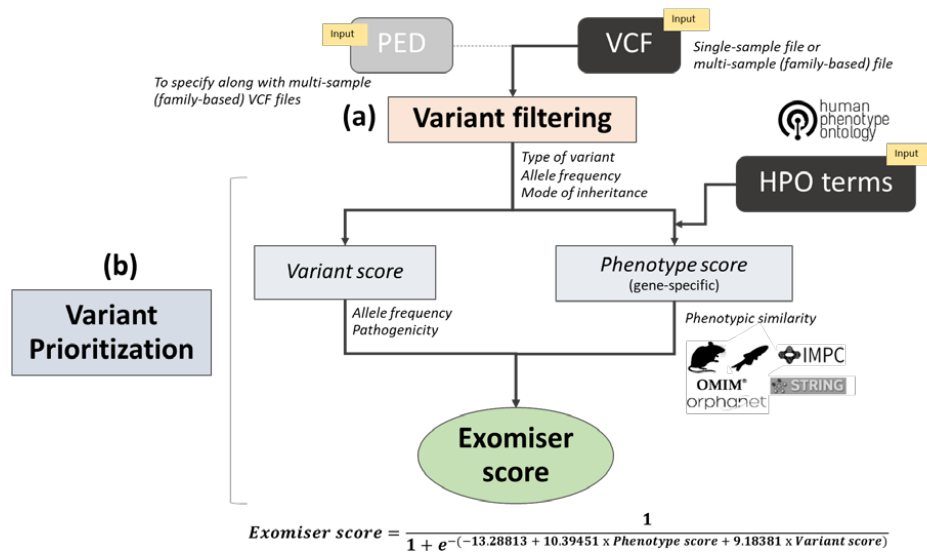 Input
PED
Input
VCF
Single-sample file or
multi-sample (family-based) file
To specify along with multi-sample
(family-based) VCF files
(a)
Variant filtering
human
phenotype
ontology
Type of variant
Allele frequency
Mode of inheritance
Input
HPO terms
(b)
Variant
Prioritization
Variant score
Phenotype score
(gene-specific)
Allele frequency
Pathogenicity
Phenotypic similarity
IMPC
OMIM®
STRING
orphanet
Exomiser
score
Exomiser score = 1 / 1 + e^−(−13.28813 + 10.39451 x Phenotype score + 9.18381 x Variant score)